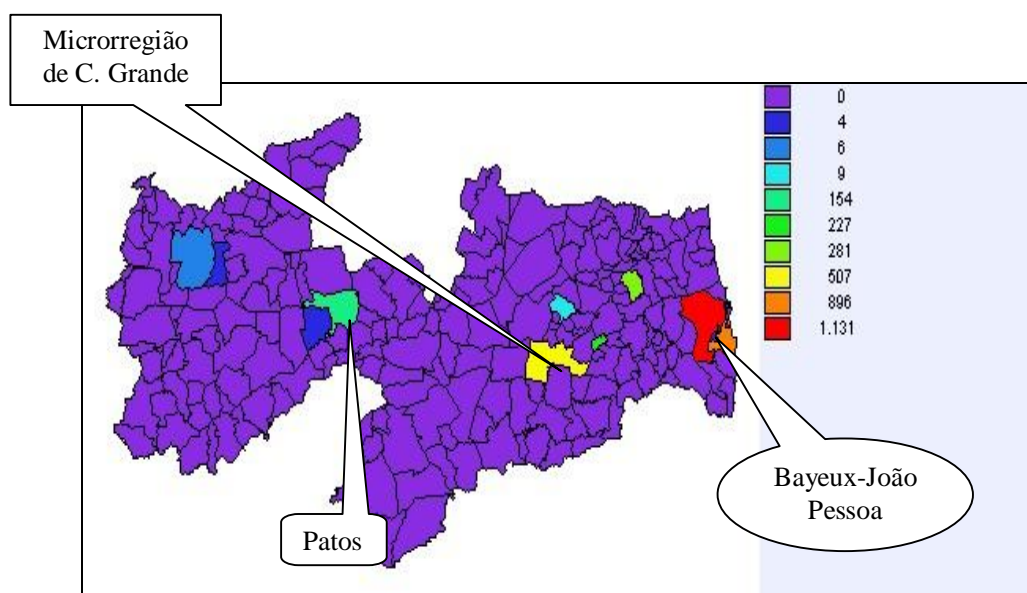 Microrregião
de C. Grande
0
4
6
9
154
227
281
507
896
1.131
Bayeux-João
Pessoa
Patos